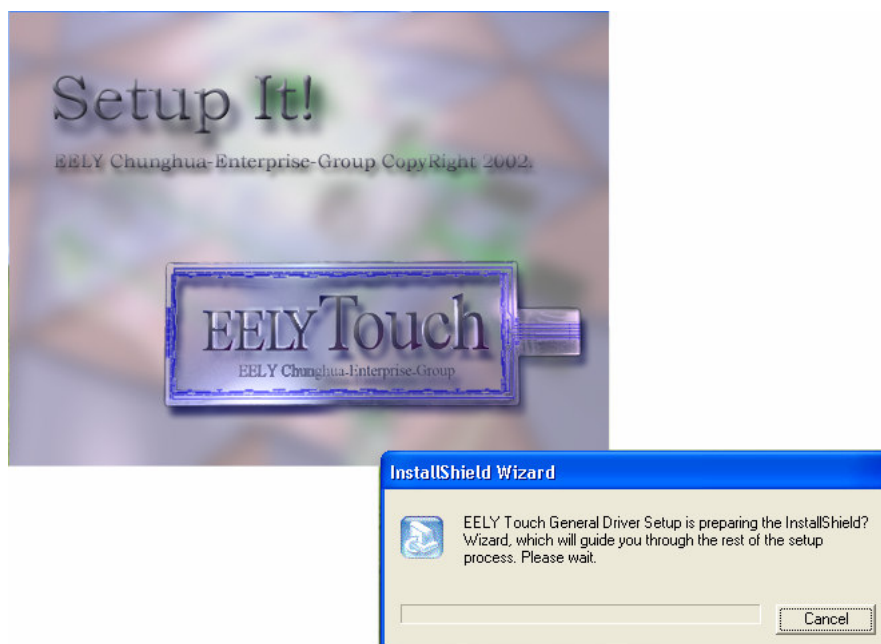 Setup It!
EELY Chunghua-Enterprise-Group CopyRight 2002.
EELYTouch
EELY Chunghua-Enterprise-Group
InstallShield Wizard
EELY Touch General Driver Setup is preparing the InstallShield?
Wizard, which will guide you through the rest of the setup
process. Please wait.
Cancel